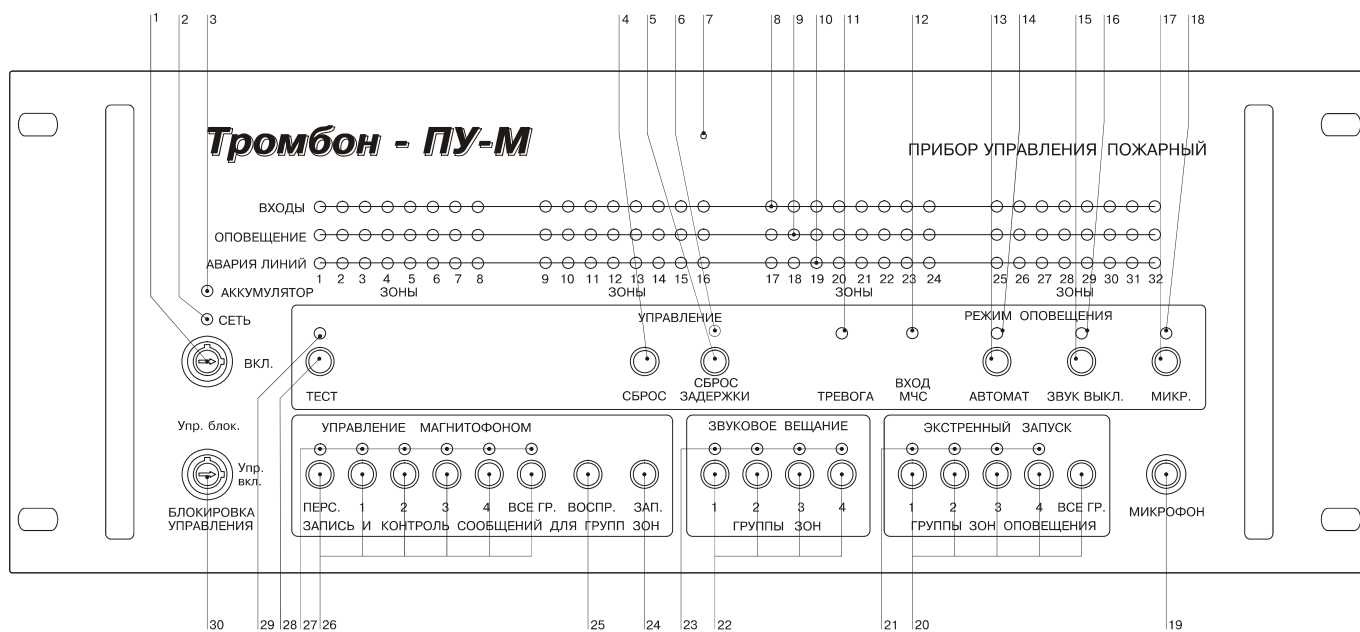 1 2 3 4 5 6 7 8 9 10 11 12 13 14 15 16 17 18
Тромбон - ПУ-М
ПРИБОР УПРАВЛЕНИЯ ПОЖАРНЫЙ
ВХОДЫ
ОПОВЕЩЕНИЕ
АВАРИЯ ЛИНИЙ
1 2 3 4 5 6 7 8 9 10 11 12 13 14 15 16 17 18 19 20 21 22 23 24 25 26 27 28 29 30 31 32
АККУМУЛЯТОР ЗОНЫ ЗОНЫ ЗОНЫ ЗОНЫ
СЕТЬ
УПРАВЛЕНИЕ РЕЖИМ ОПОВЕЩЕНИЯ
ВКЛ.
ТЕСТ СБРОС СБРОС ЗАДЕРЖКИ ТРЕВОГА ВХОД МЧС АВТОМАТ ЗВУК ВЫКЛ. МИКР.
Упр. блок.
УПРАВЛЕНИЕ МАГНИТОФОНОМ ЗВУКОВОЕ ВЕЩАНИЕ ЭКСТРЕННЫЙ ЗАПУСК
Упр.
вкл.
БЛОКИРОВКА
УПРАВЛЕНИЯ
ПЕРС. 1 2 3 4 ВСЕ ГР. ВОСПР. ЗАП.
ЗАПИСЬ И КОНТРОЛЬ СООБЩЕНИЙ ДЛЯ ГРУПП ЗОН
1 2 3 4
ГРУППЫ ЗОН
1 2 3 4 ВСЕ ГР.
ГРУППЫ ЗОН ОПОВЕЩЕНИЯ
МИКРОФОН
30 29 28 27 26 25 24 23 22 21 20 19